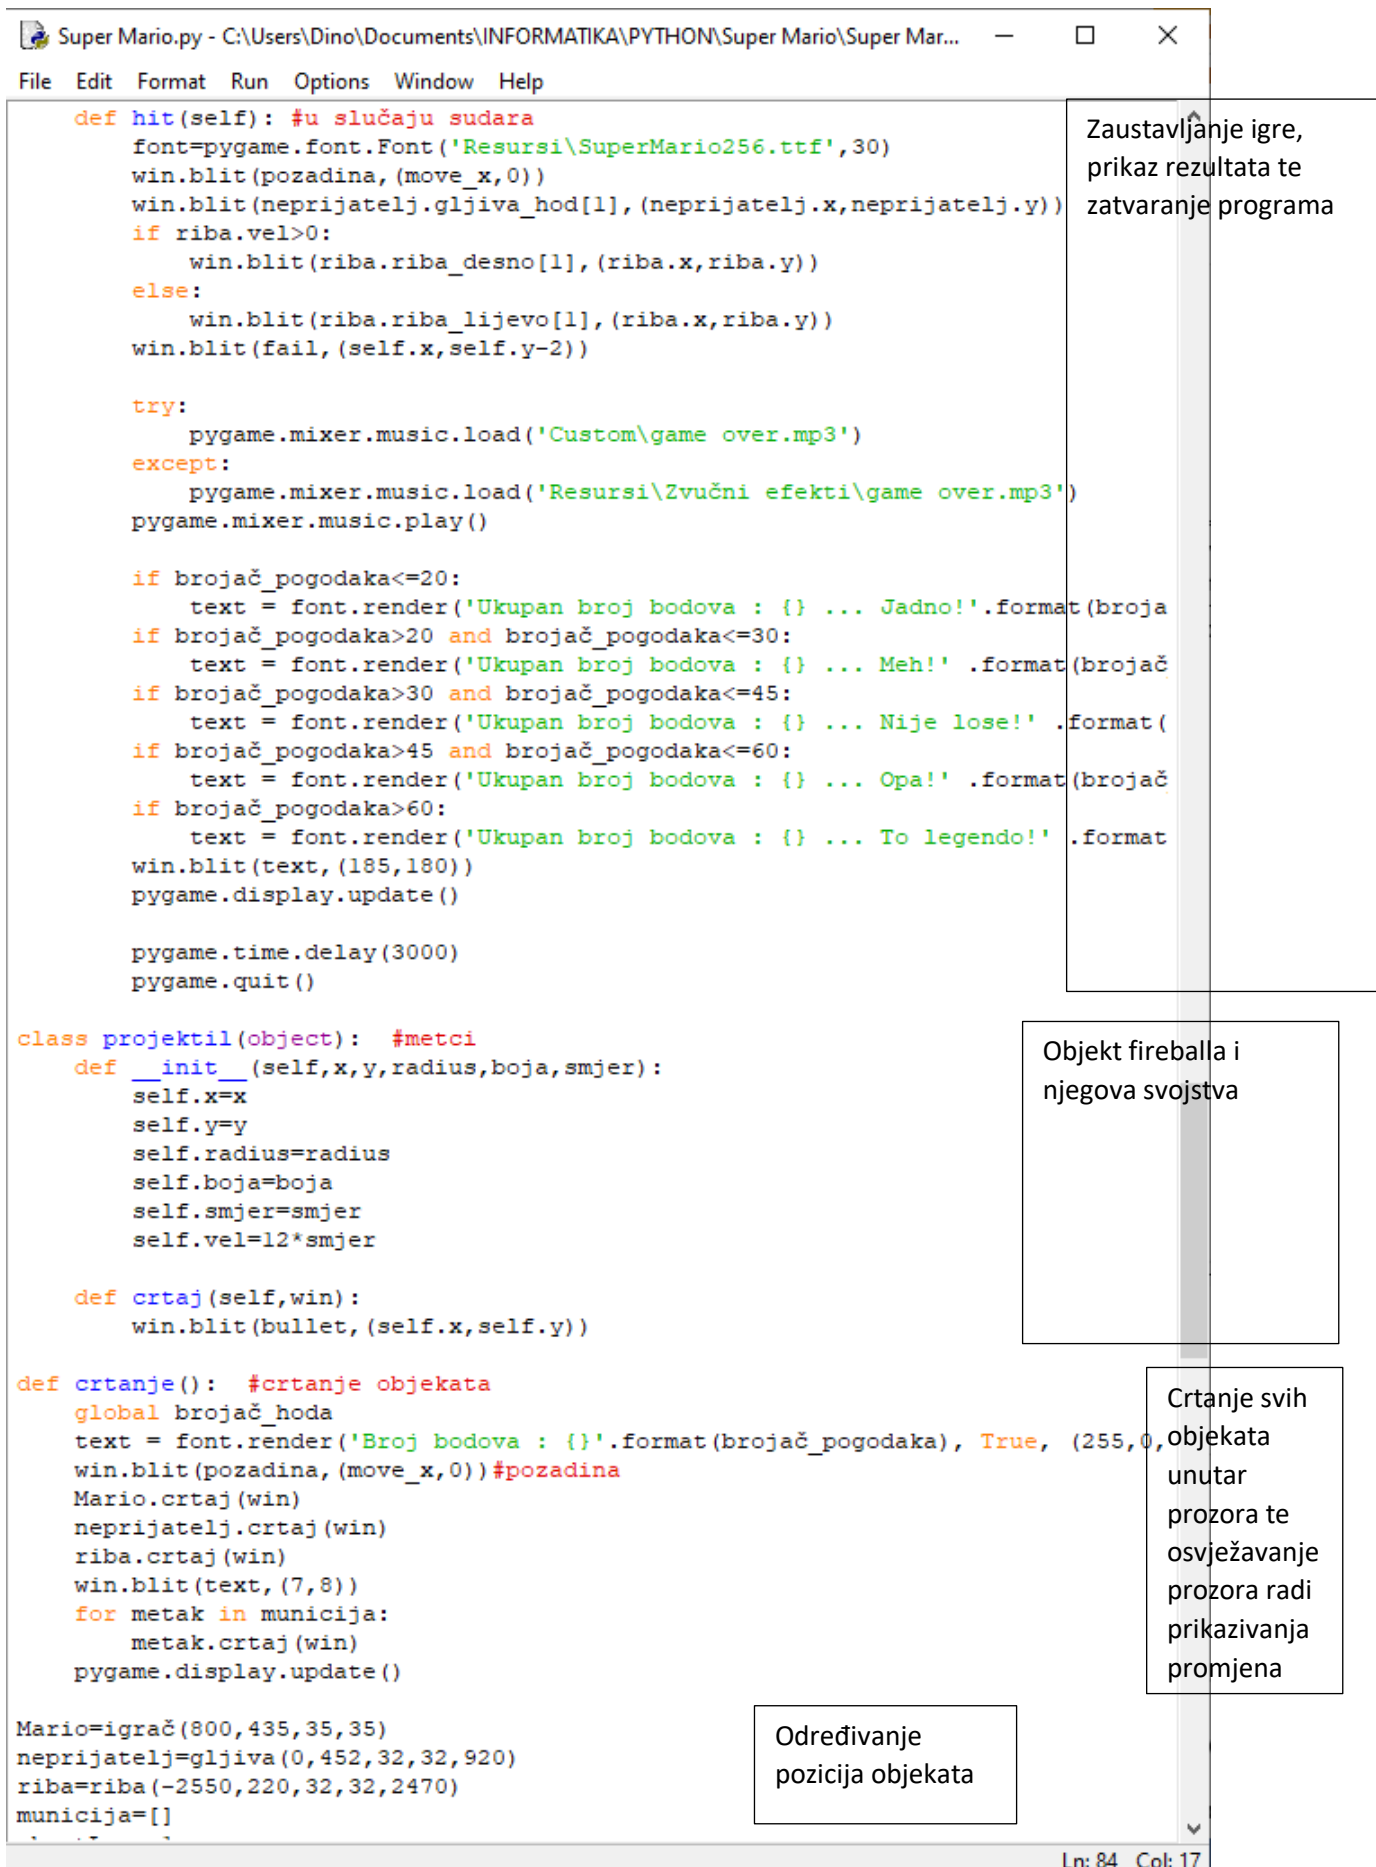 Super Mario.py - C:\Users\Dino\Documents\INFORMATIKA\PYTHON\Super Mario\Super Mar...
File Edit Format Run Options Window Help
    def hit(self): #u slučaju sudara
        font=pygame.font.Font('Resursi\SuperMario256.ttf',30)
        win.blit(pozadina,(move_x,0))
        win.blit(neprijatelj.gljiva_hod[1],(neprijatelj.x,neprijatelj.y))
        if riba.vel>0:
            win.blit(riba.riba_desno[1],(riba.x,riba.y))
        else:
            win.blit(riba.riba_lijevo[1],(riba.x,riba.y))
        win.blit(fail,(self.x,self.y-2))

        try:
            pygame.mixer.music.load('Custom\game over.mp3')
        except:
            pygame.mixer.music.load('Resursi\Zvučni efekti\game over.mp3')
        pygame.mixer.music.play()

        if brojač_pogodaka<=20:
            text = font.render('Ukupan broj bodova : {} ... Jadno!'.format(broja
        if brojač_pogodaka>20 and brojač_pogodaka<=30:
            text = font.render('Ukupan broj bodova : {} ... Meh!' .format(brojač
        if brojač_pogodaka>30 and brojač_pogodaka<=45:
            text = font.render('Ukupan broj bodova : {} ... Nije lose!' .format(
        if brojač_pogodaka>45 and brojač_pogodaka<=60:
            text = font.render('Ukupan broj bodova : {} ... Opa!' .format(brojač
        if brojač_pogodaka>60:
            text = font.render('Ukupan broj bodova : {} ... To legendo!' .format
        win.blit(text,(185,180))
        pygame.display.update()

        pygame.time.delay(3000)
        pygame.quit()
Zaustavljanje igre,
prikaz rezultata te
zatvaranje programa

class projektil(object):  #metci
    def __init__(self,x,y,radius,boja,smjer):
        self.x=x
        self.y=y
        self.radius=radius
        self.boja=boja
        self.smjer=smjer
        self.vel=12*smjer

    def crtaj(self,win):
        win.blit(bullet,(self.x,self.y))
Objekt fireballa i
njegova svojstva

def crtanje():  #crtanje objekata
    global brojač_hoda
    text = font.render('Broj bodova : {}'.format(brojač_pogodaka), True, (255,0,
    win.blit(pozadina,(move_x,0))#pozadina
    Mario.crtaj(win)
    neprijatelj.crtaj(win)
    riba.crtaj(win)
    win.blit(text,(7,8))
    for metak in municija:
        metak.crtaj(win)
    pygame.display.update()
Crtanje svih
objekata
unutar
prozora te
osvježavanje
prozora radi
prikazivanja
promjena

Mario=igrač(800,435,35,35)
neprijatelj=gljiva(0,452,32,32,920)
riba=riba(-2550,220,32,32,2470)
municija=[]
Određivanje
pozicija objekata
Ln: 84 Col: 17